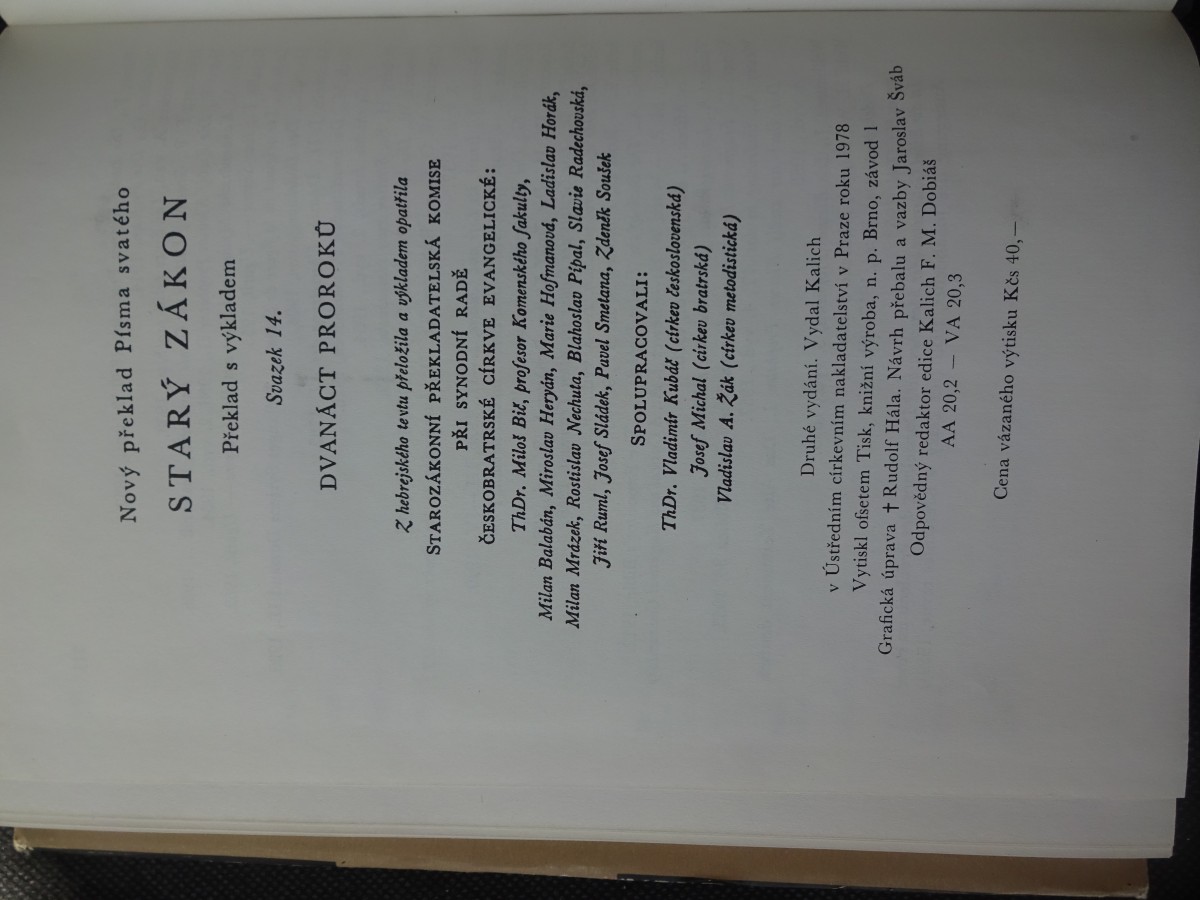 Nový překlad Písma svatého
STARÝ ZÁKON
Překlad s výkladem
Svazek 14.
DVANÁCT PROROKŮ
Z hebrejského tevtu přeložila a výkladem opatřila
STAROZÁKONNÍ PŘEKLADATELSKÁ KOMISE
PŘI SYNODNÍ RADĚ
ČESKOBRATRSKÉ CÍRKVE EVANGELICKÉ:
ThDr. Miloš Bič, profesor Komenského fakulty,
Milan Balabán, Miroslav Heryán, Marie Hofmanová, Ladislav Horák,
Milan Mrázek, Rostislav Nechuta, Blahoslav Pípal, Slavie Radechovská,
Jiří Ruml, Josef Sládek, Pavel Smetana, Zdeněk Soušek
SPOLUPRACOVALI:
ThDr. Vladimír Kubáč (církev československá)
Josef Michal (církev bratrská)
Vladislav A. Žák (církev metodistická)
Druhé vydání. Vydal Kalich
v Ústředním církevním nakladatelství v Praze roku 1978
Vytiskl ofsetem Tisk, knižní výroba, n. p. Brno, závod 1
Grafická úprava † Rudolf Hála. Návrh přebalu a vazby Jaroslav Šváb
Odpovědný redaktor edice Kalich F. M. Dobiáš
AA 20,2 — VA 20,3
Cena vázaného výtisku Kčs 40,—